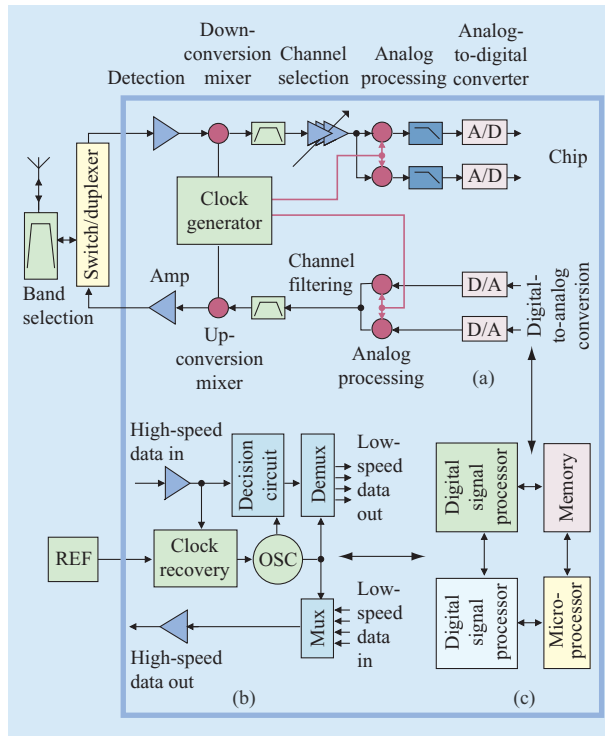 Down-
conversion
mixer
Channel
selection
Analog
processing
Analog-
to-digital
converter
Detection
A/D
A/D
Chip
Clock
generator
Switch/duplexer
Band
selection
Amp
Channel
filtering
D/A
D/A
Digital-
to-analog
conversion
Up-
conversion
mixer
Analog
processing
(a)
High-speed
data in
Decision
circuit
Demux
Low-
speed
data
out
REF
Clock
recovery
OSC
Mux
Low-
speed
data
in
High-speed
data out
(b)
Digital
signal
processor
Memory
Digital
signal
processor
Micro-
processor
(c)